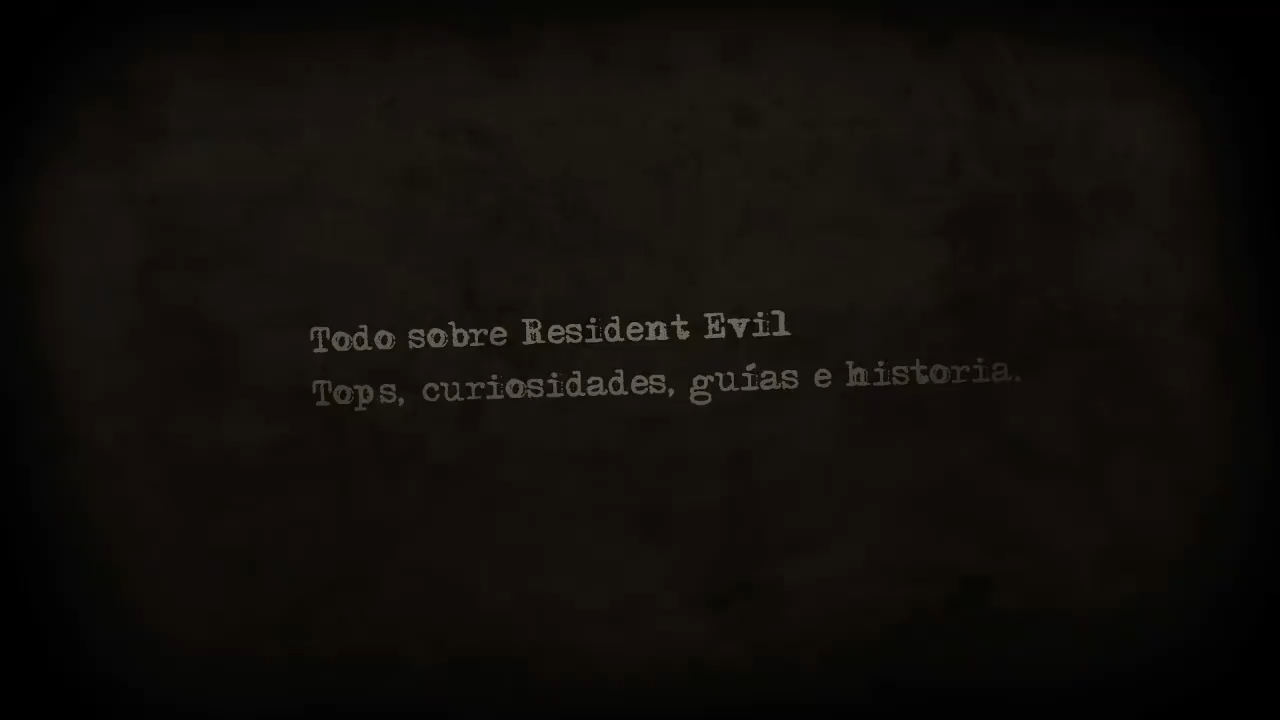 Todo sobre Resident Evil
Tops, curiosidades, guías e historia.